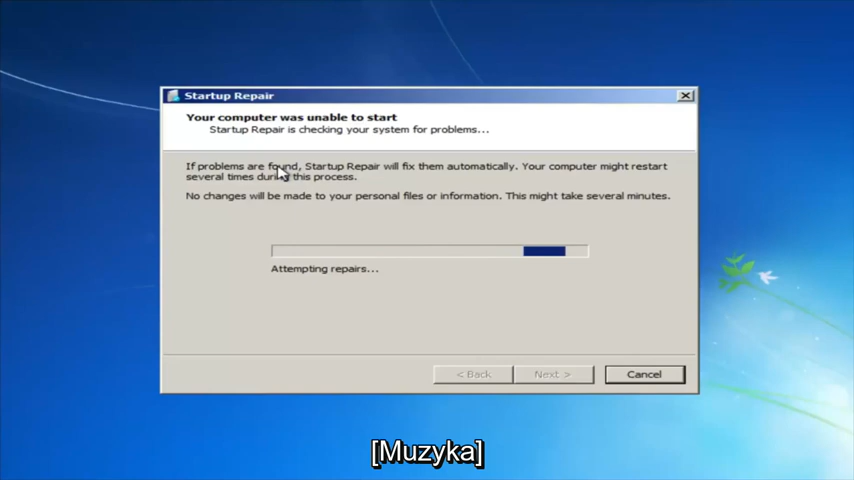 Startup Repair
Your computer was unable to start
Startup Repair is checking your system for problems...
If problems are found, Startup Repair will fix them automatically. Your computer might restart
several times during this process.
No changes will be made to your personal files or information. This might take several minutes.
Attempting repairs...
< Back
Next >
Cancel
[Muzyka]